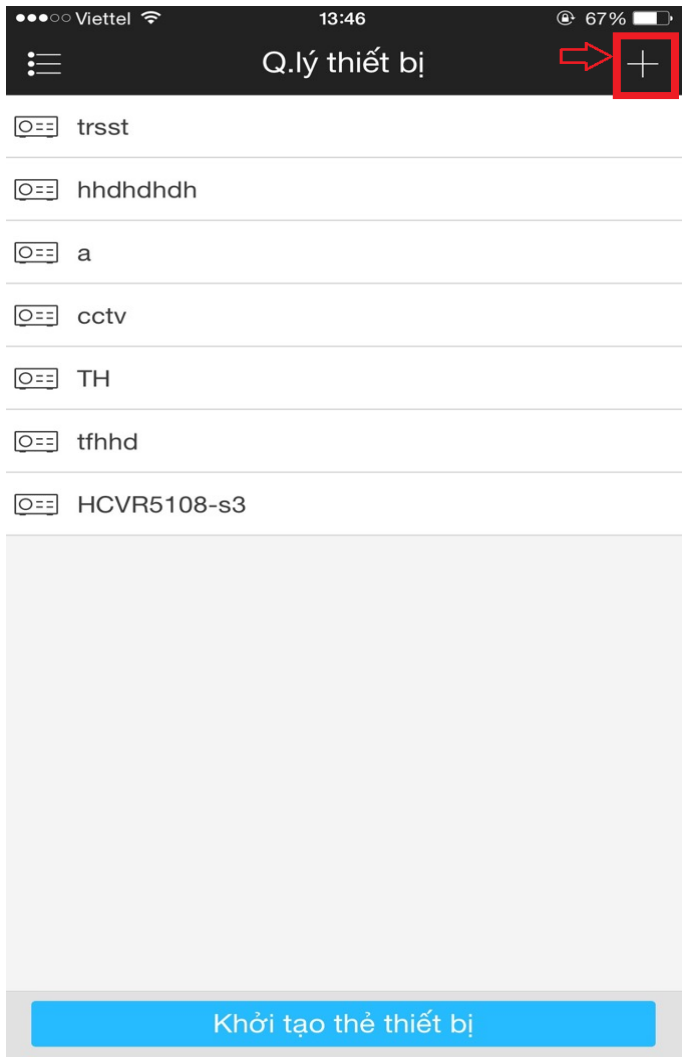 Viettel 13:46 67%
Q.lý thiết bị
trsst
hhdhdhdh
a
cctv
TH
tfhhd
HCVR5108-s3
Khởi tạo thẻ thiết bị